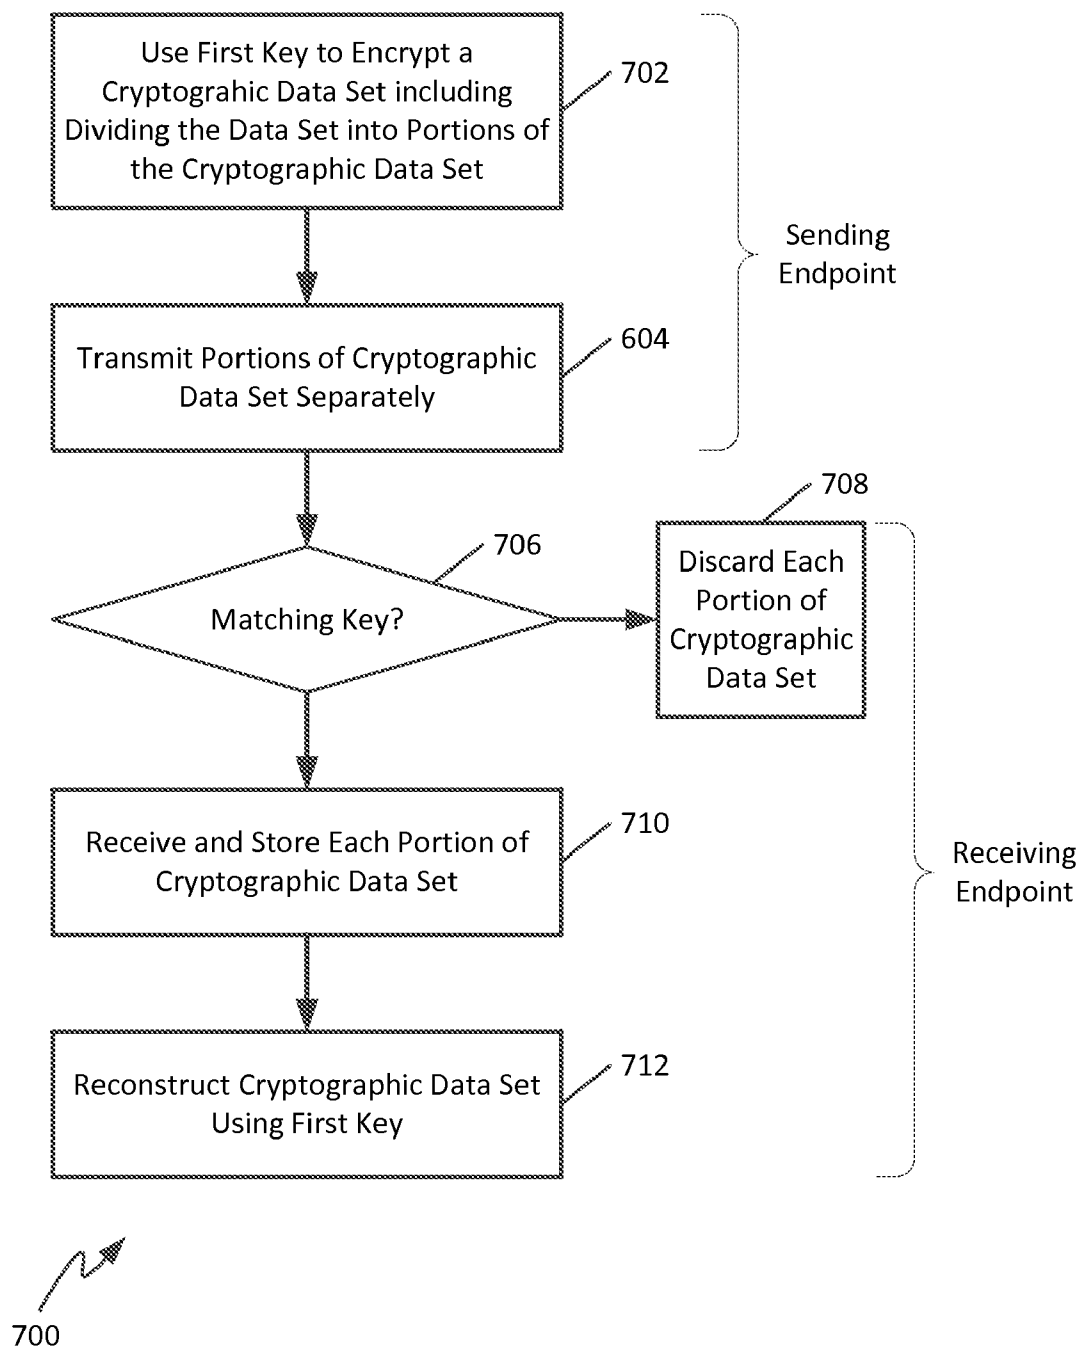 Use First Key to Encrypt a
Cryptograhic Data Set including
Dividing the Data Set into Portions of
the Cryptographic Data Set
702
Sending
Endpoint
Transmit Portions of Cryptographic
Data Set Separately
604
Matching Key?
706
708
Discard Each
Portion of
Cryptographic
Data Set
Receive and Store Each Portion of
Cryptographic Data Set
710
Receiving
Endpoint
Reconstruct Cryptographic Data Set
Using First Key
712
700